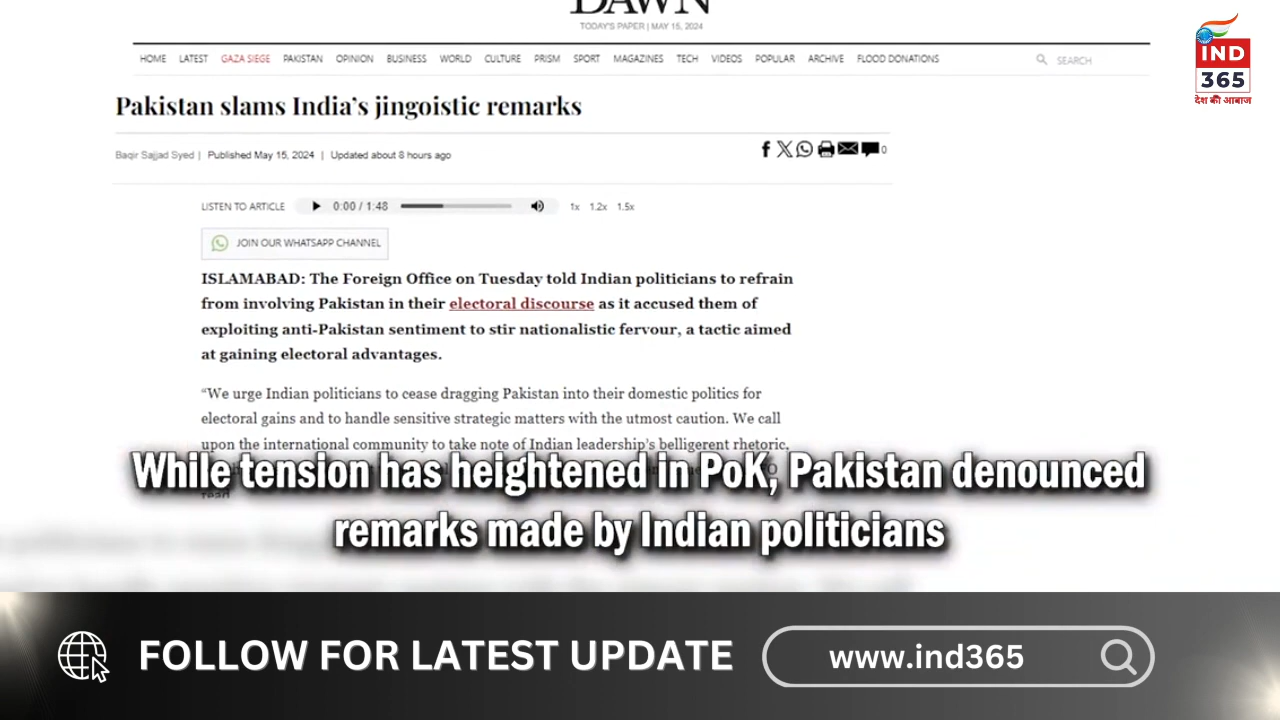 DAWN
TODAY'S PAPER | MAY 15, 2024
IND
365
देश की आबाज
HOME LATEST GAZA SIEGE PAKISTAN OPINION BUSINESS WORLD CULTURE PRISM SPORT MAGAZINES TECH VIDEOS POPULAR ARCHIVE FLOOD DONATIONS SEARCH
Pakistan slams India's jingoistic remarks
Baqir Sajjad Syed | Published May 15, 2024 | Updated about 8 hours ago
0
LISTEN TO ARTICLE 0:00 / 1:48 1x 1.2x 1.5x
JOIN OUR WHATSAPP CHANNEL
ISLAMABAD: The Foreign Office on Tuesday told Indian politicians to refrain
from involving Pakistan in their electoral discourse as it accused them of
exploiting anti-Pakistan sentiment to stir nationalistic fervour, a tactic aimed
at gaining electoral advantages.
“We urge Indian politicians to cease dragging Pakistan into their domestic politics for
electoral gains and to handle sensitive strategic matters with the utmost caution. We call
upon the international community to take note of Indian leadership's belligerent rhetoric,
read
While tension has heightened in PoK, Pakistan denounced
remarks made by Indian politicians
FOLLOW FOR LATEST UPDATE
www.ind365